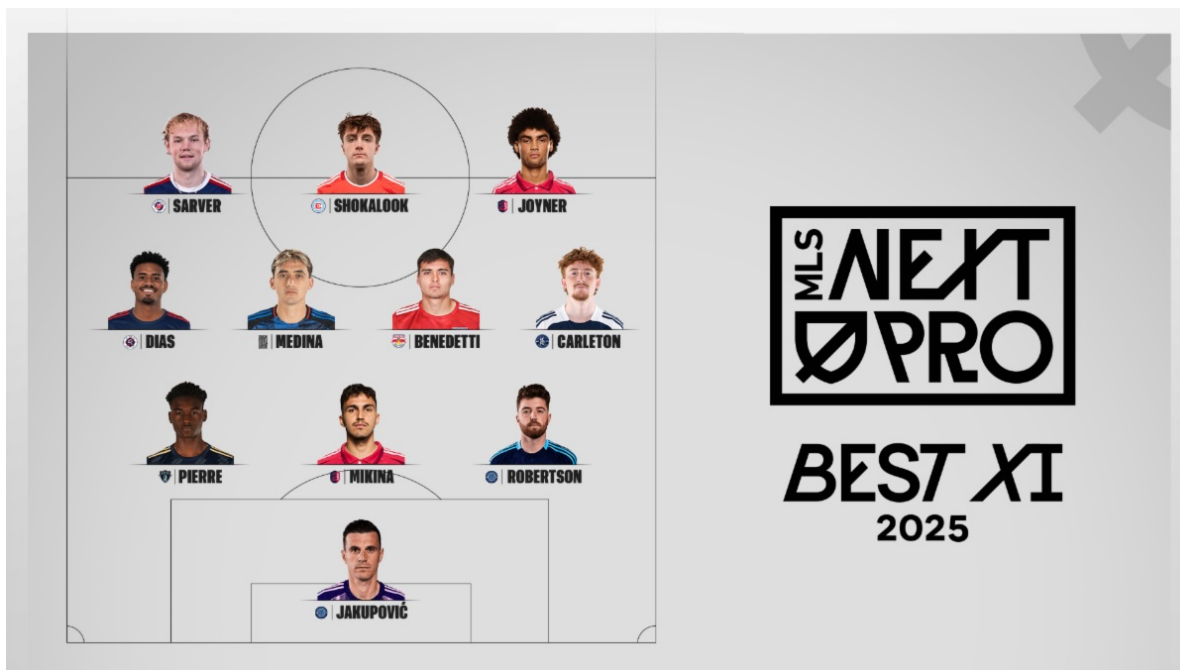 SARVER
SHOKALOOK
JOYNER
DIAS
MEDINA
BENEDETTI
CARLETON
PIERRE
MIKINA
ROBERTSON
JAKUPOVIĆ
MLS NEXT
PRO
BEST XI
2025